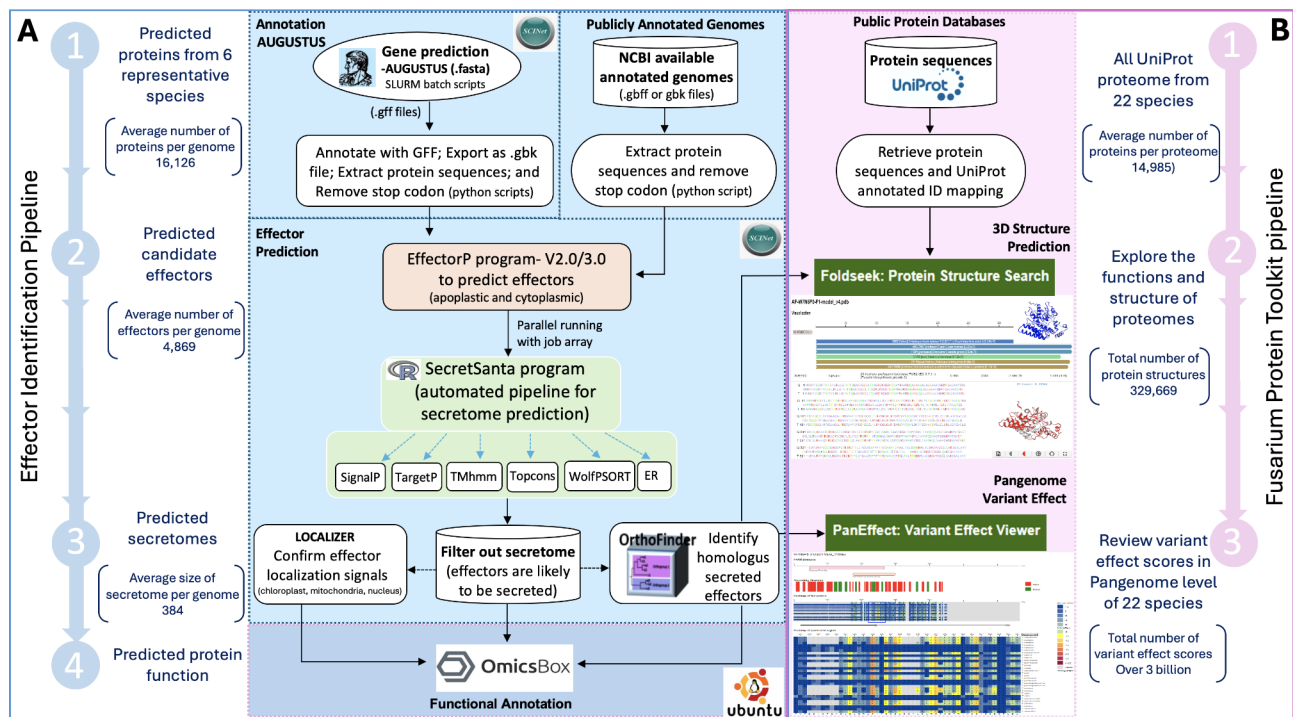 A
Effector Identification Pipeline
1
Predicted
proteins from 6
representative
species
Average number of
proteins per genome
16,126
2
Predicted
candidate
effectors
Average number of
effectors per genome
4,869
3
Predicted
secretomes
Average size of
secretome per genome
384
4
Predicted protein
function
Annotation
AUGUSTUS
SCINet
Gene prediction
-AUGUSTUS (.fasta)
SLURM batch scripts
(.gff files)
Annotate with GFF; Export as .gbk
file; Extract protein sequences; and
Remove stop codon (python scripts)
Publicly Annotated Genomes
NCBI available
annotated genomes
(.gbff or gbk files)
Extract protein
sequences and remove
stop codon (python script)
Effector
Prediction
SCINet
EffectorP program- V2.0/3.0
to predict effectors
(apoplastic and cytoplasmic)
Parallel running
with job array
R
SecretSanta program
(automated pipeline for
secretome prediction)
SignalP
TargetP
TMhmm
Topcons
WolfPSORT
ER
LOCALIZER
Confirm effector
localization signals
(chloroplast, mitochondria, nucleus)
Filter out secretome
(effectors are likely
to be secreted)
OrthoFinder
Identify
homologus
secreted
effectors
OmicsBox
Functional Annotation
ubuntu
Public Protein Databases
Protein sequences
UniProt
Retrieve protein
sequences and UniProt
annotated ID mapping
3D Structure
Prediction
Foldseek: Protein Structure Search
Pangenome
Variant Effect
PanEffect: Variant Effect Viewer
B
Fusarium Protein Toolkit pipeline
1
All UniProt
proteome from
22 species
Average number of
proteins per proteome
14,985)
2
Explore the
functions and
structure of
proteomes
Total number of
protein structures
329,669
3
Review variant
effect scores in
Pangenome level
of 22 species
Total number of
variant effect scores
Over 3 billion